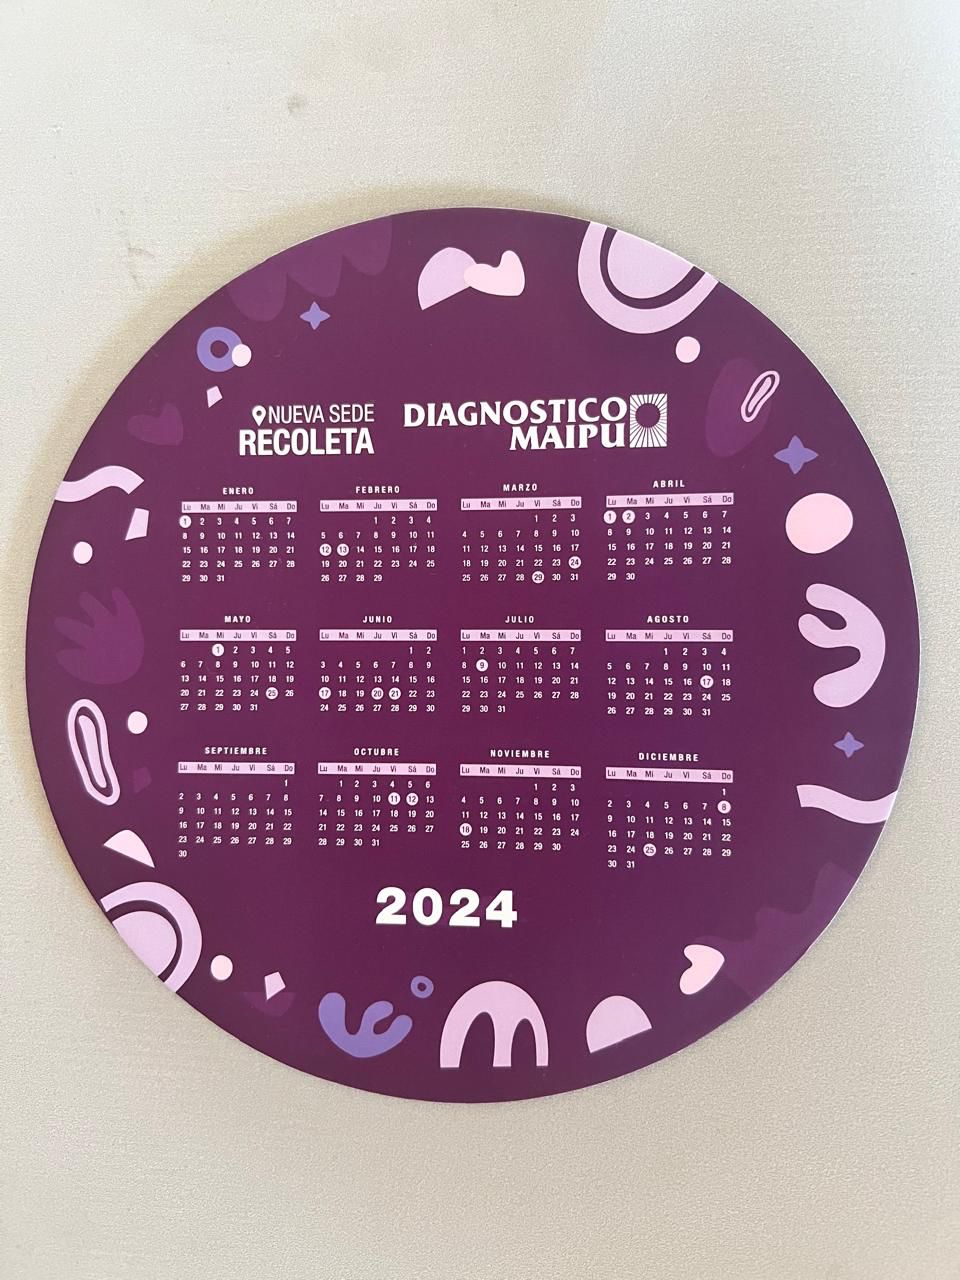 NUEVA SEDE
RECOLETA
DIAGNOSTICO
MAIPU
ENERO
Lu Ma Mi Ju Vi Sá Do
1 2 3 4 5 6 7
8 9 10 11 12 13 14
15 16 17 18 19 20 21
22 23 24 25 26 27 28
29 30 31
FEBRERO
Lu Ma Mi Ju Vi Sá Do
1 2 3 4
5 6 7 8 9 10 11
12 13 14 15 16 17 18
19 20 21 22 23 24 25
26 27 28 29
MARZO
Lu Ma Mi Ju Vi Sá Do
1 2 3
4 5 6 7 8 9 10
11 12 13 14 15 16 17
18 19 20 21 22 23 24
25 26 27 28 29 30 31
ABRIL
Lu Ma Mi Ju Vi Sá Do
1 2 3 4 5 6 7
8 9 10 11 12 13 14
15 16 17 18 19 20 21
22 23 24 25 26 27 28
29 30
MAYO
Lu Ma Mi Ju Vi Sá Do
1 2 3 4 5
6 7 8 9 10 11 12
13 14 15 16 17 18 19
20 21 22 23 24 25 26
27 28 29 30 31
JUNIO
Lu Ma Mi Ju Vi Sá Do
1 2
3 4 5 6 7 8 9
10 11 12 13 14 15 16
17 18 19 20 21 22 23
24 25 26 27 28 29 30
JULIO
Lu Ma Mi Ju Vi Sá Do
1 2 3 4 5 6 7
8 9 10 11 12 13 14
15 16 17 18 19 20 21
22 23 24 25 26 27 28
29 30 31
AGOSTO
Lu Ma Mi Ju Vi Sá Do
1 2 3 4
5 6 7 8 9 10 11
12 13 14 15 16 17 18
19 20 21 22 23 24 25
26 27 28 29 30 31
SEPTIEMBRE
Lu Ma Mi Ju Vi Sá Do
1
2 3 4 5 6 7 8
9 10 11 12 13 14 15
16 17 18 19 20 21 22
23 24 25 26 27 28 29
30
OCTUBRE
Lu Ma Mi Ju Vi Sá Do
1 2 3 4 5 6
7 8 9 10 11 12 13
14 15 16 17 18 19 20
21 22 23 24 25 26 27
28 29 30 31
NOVIEMBRE
Lu Ma Mi Ju Vi Sá Do
1 2 3
4 5 6 7 8 9 10
11 12 13 14 15 16 17
18 19 20 21 22 23 24
25 26 27 28 29 30
DICIEMBRE
Lu Ma Mi Ju Vi Sá Do
1
2 3 4 5 6 7 8
9 10 11 12 13 14 15
16 17 18 19 20 21 22
23 24 25 26 27 28 29
30 31
2024